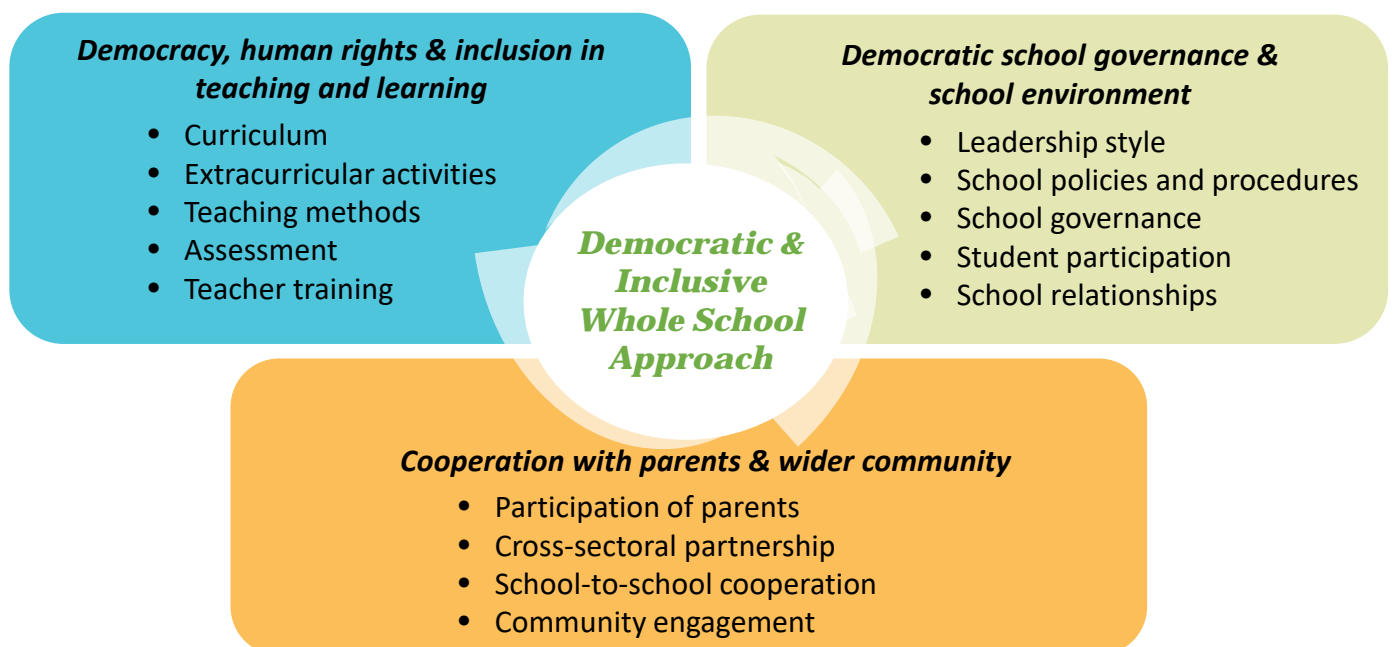 Democracy, human rights & inclusion in
teaching and learning
• Curriculum
• Extracurricular activities
• Teaching methods
• Assessment
• Teacher training
Democratic school governance &
school environment
• Leadership style
• School policies and procedures
• School governance
• Student participation
• School relationships
Democratic &
Inclusive
Whole School
Approach
Cooperation with parents & wider community
• Participation of parents
• Cross-sectoral partnership
• School-to-school cooperation
• Community engagement